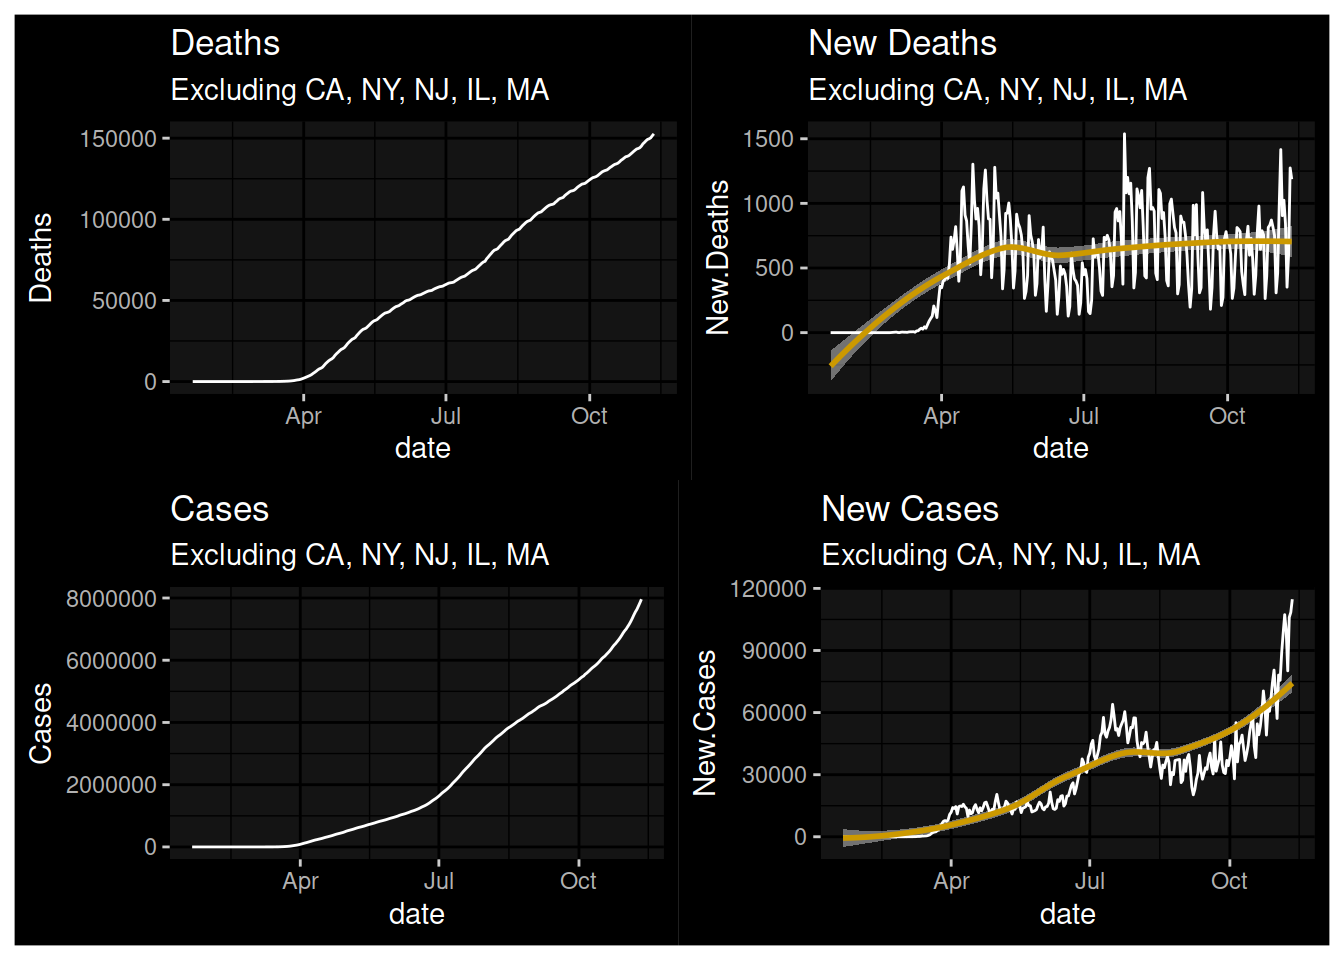 Deaths
Excluding CA, NY, NJ, IL, MA
150000
100000
50000
0
Deaths
Apr Jul Oct
date
New Deaths
Excluding CA, NY, NJ, IL, MA
1500
1000
500
0
New.Deaths
Apr Jul Oct
date
Cases
Excluding CA, NY, NJ, IL, MA
8000000
6000000
4000000
2000000
0
Cases
Apr Jul Oct
date
New Cases
Excluding CA, NY, NJ, IL, MA
120000
90000
60000
30000
0
New.Cases
Apr Jul Oct
date